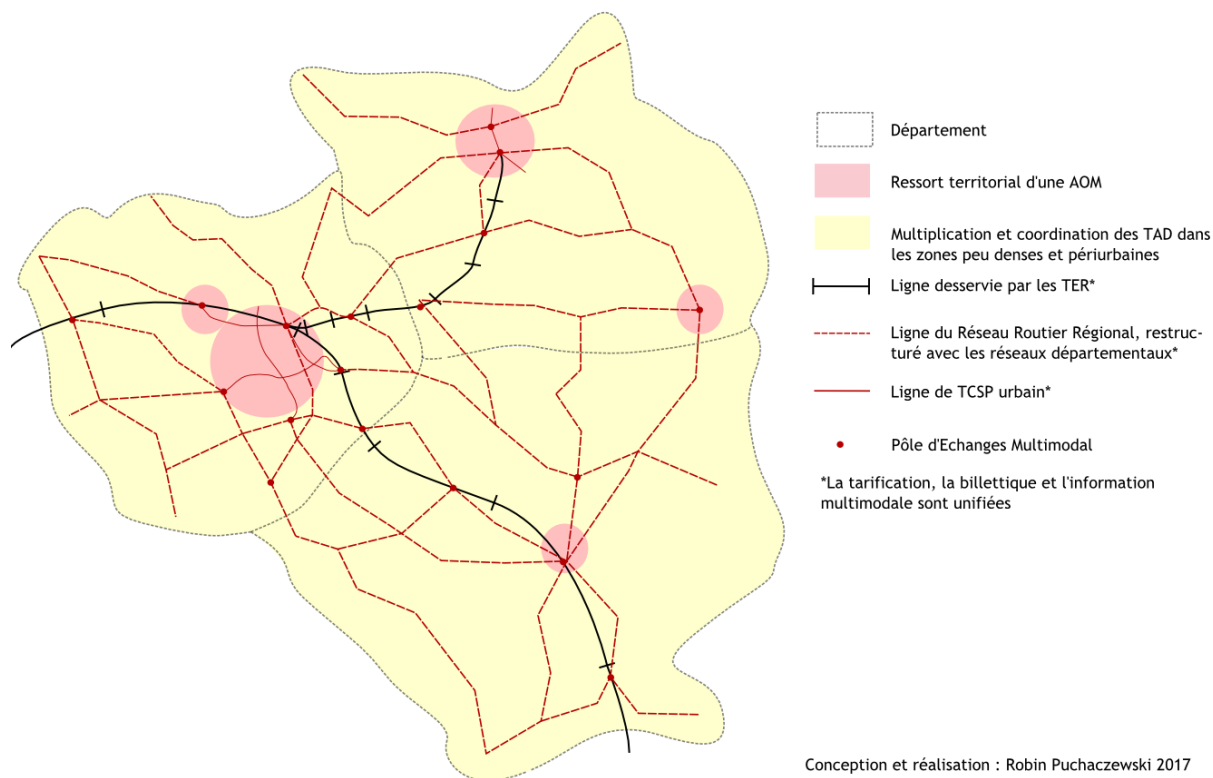 Département
Ressort territorial d'une AOM
Multiplication et coordination des TAD dans
les zones peu denses et périurbaines
Ligne desservie par les TER*
Ligne du Réseau Routier Régional, restruc-
turé avec les réseaux départementaux*
Ligne de TCSP urbain*
Pôle d'Echanges Multimodal
*La tarification, la billettique et l'information
multimodale sont unifiées
Conception et réalisation : Robin Puchaczewski 2017